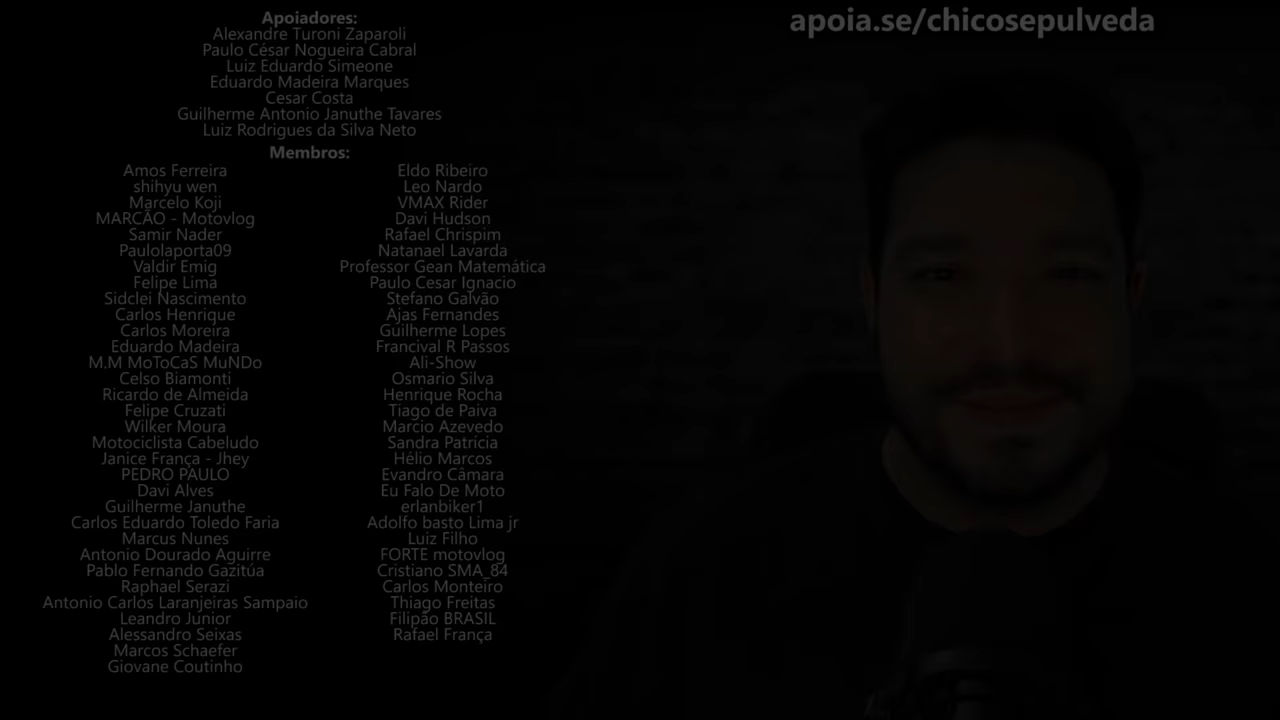 Apoiadores:
Alexandre Turoni Zaparoli
Paulo César Nogueira Cabral
Luiz Eduardo Simeone
Eduardo Madeira Marques
Cesar Costa
Guilherme Antonio Januthe Tavares
Luiz Rodrigues da Silva Neto
Membros:
Amos Ferreira
shihyu wen
Marcelo Koji
MARCÃO - Motovlog
Samir Nader
Paulolaporta09
Valdir Emig
Felipe Lima
Sidclei Nascimento
Carlos Henrique
Carlos Moreira
Eduardo Madeira
M.M MoToCaS MuNDo
Celso Biamonti
Ricardo de Almeida
Felipe Cruzati
Wilker Moura
Motociclista Cabeludo
Janice França - Jhey
PEDRO PAULO
Davi Alves
Guilherme Januthe
Carlos Eduardo Toledo Faria
Marcus Nunes
Antonio Dourado Aguirre
Pablo Fernando Gazitúa
Raphael Serazi
Antonio Carlos Laranjeiras Sampaio
Leandro Junior
Alessandro Seixas
Marcos Schaefer
Giovane Coutinho
Eldo Ribeiro
Leo Nardo
VMAX Rider
Davi Hudson
Rafael Chrispim
Natanael Lavarda
Professor Gean Matemática
Paulo Cesar Ignacio
Stefano Galvão
Ajas Fernandes
Guilherme Lopes
Francival R Passos
Ali-Show
Osmario Silva
Henrique Rocha
Tiago de Paiva
Marcio Azevedo
Sandra Patrícia
Hélio Marcos
Evandro Câmara
Eu Falo De Moto
erlanbiker1
Adolfo basto Lima jr
Luiz Filho
FORTE motovlog
Cristiano SMA_84
Carlos Monteiro
Thiago Freitas
Filipão BRASIL
Rafael França
apoia.se/chicosepulveda